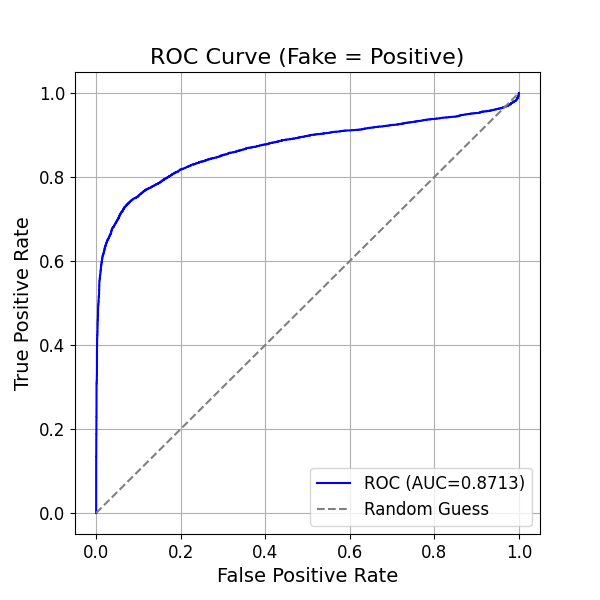 ROC Curve (Fake = Positive)
True Positive Rate
1.0
0.8
0.6
0.4
0.2
0.0
0.0 0.2 0.4 0.6 0.8 1.0
False Positive Rate
ROC (AUC=0.8713)
Random Guess